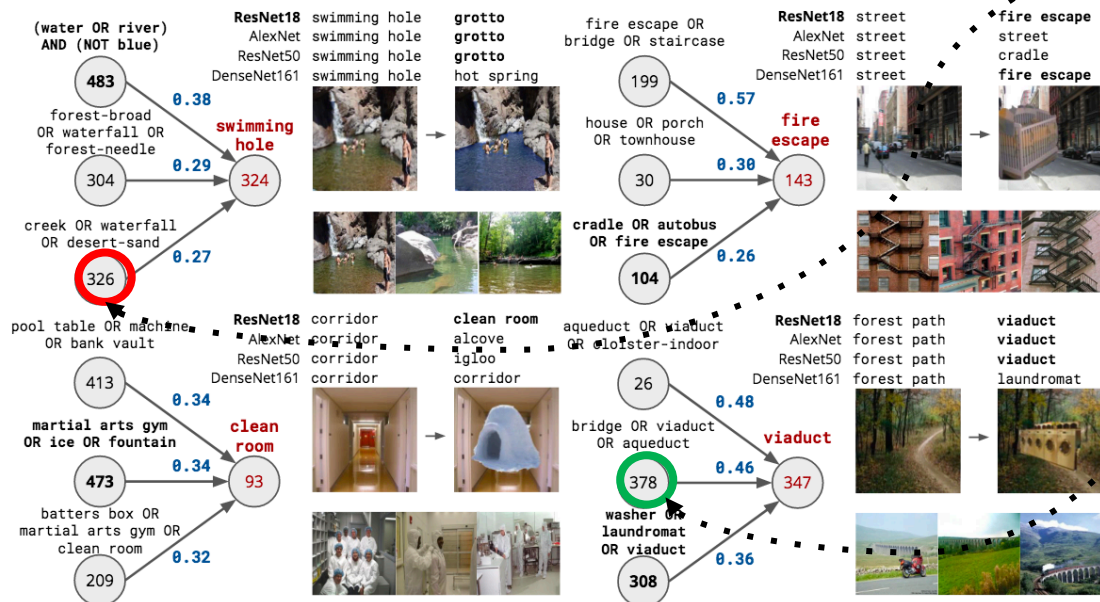 (water OR river)
AND (NOT blue)
483
0.38
forest-broad
OR waterfall OR
forest-needle
304
0.29
swimming
hole
324
creek OR waterfall
OR desert-sand
326
0.27
ResNet18 swimming hole grotto
AlexNet swimming hole grotto
ResNet50 swimming hole grotto
DenseNet161 swimming hole hot spring
fire escape OR
bridge OR staircase
199
0.57
house OR porch
OR townhouse
30
0.30
fire
escape
143
cradle OR autobus
OR fire escape
104
0.26
ResNet18 street fire escape
AlexNet street street
ResNet50 street cradle
DenseNet161 street fire escape
pool table OR machine
OR bank vault
413
0.34
martial arts gym
OR ice OR fountain
473
0.34
clean
room
93
batters box OR
martial arts gym OR
clean room
209
0.32
ResNet18 corridor clean room
AlexNet corridor alcove
ResNet50 corridor igloo
DenseNet161 corridor corridor
aqueduct OR viaduct
OR cloister-indoor
26
0.48
bridge OR viaduct
OR aqueduct
378
0.46
viaduct
347
washer OR
laundromat
OR viaduct
308
0.36
ResNet18 forest path viaduct
AlexNet forest path viaduct
ResNet50 forest path viaduct
DenseNet161 forest path laundromat